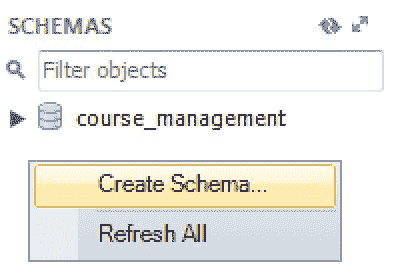 SCHEMAS
Filter objects
course_management
Create Schema...
Refresh All